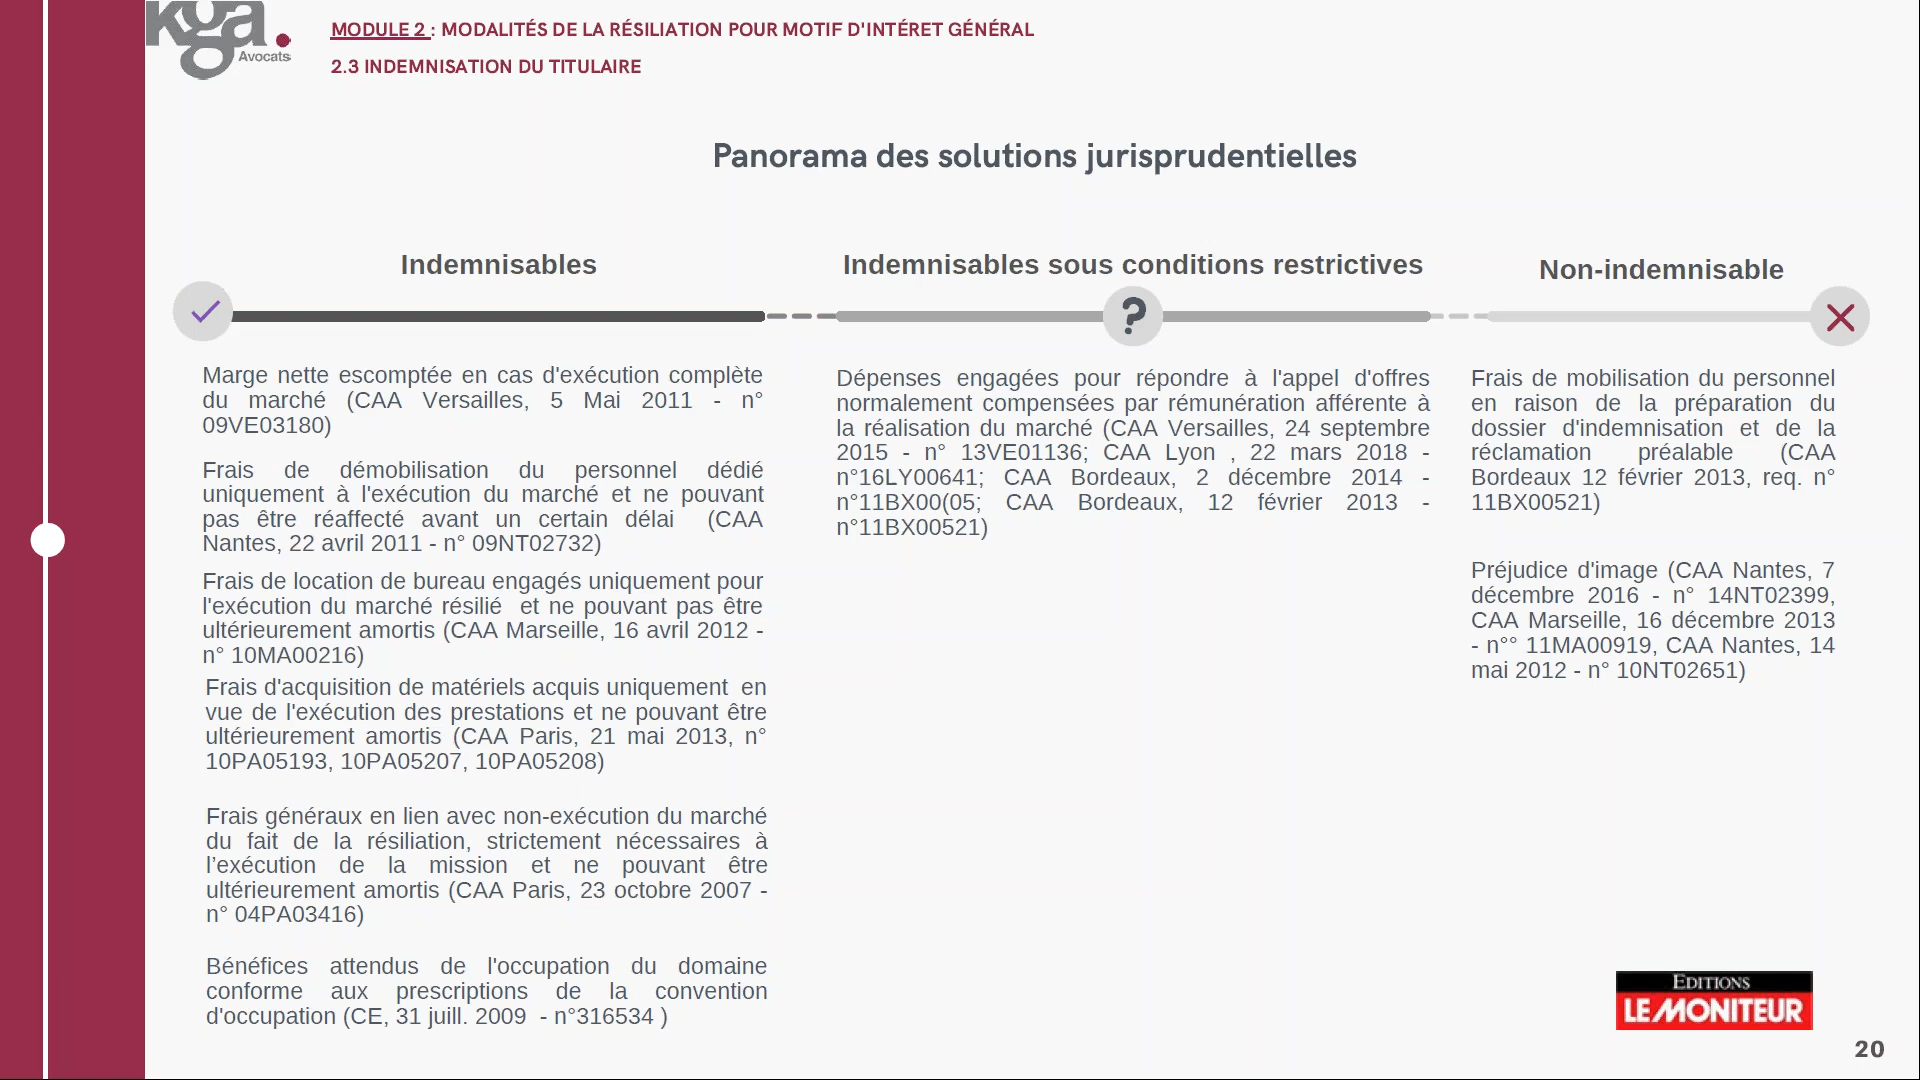 kga.
Avocats
MODULE 2 : MODALITÉS DE LA RÉSILIATION POUR MOTIF D'INTÉRET GÉNÉRAL
2.3 INDEMNISATION DU TITULAIRE
Panorama des solutions jurisprudentielles
Indemnisables
Marge nette escomptée en cas d'exécution complète
du marché (CAA Versailles, 5 Mai 2011 - n°
09VE03180)
Frais de démobilisation du personnel dédié
uniquement à l'exécution du marché et ne pouvant
pas être réaffecté avant un certain délai (CAA
Nantes, 22 avril 2011 - n° 09NT02732)
Frais de location de bureau engagés uniquement pour
l'exécution du marché résilié et ne pouvant pas être
ultérieurement amortis (CAA Marseille, 16 avril 2012 -
n° 10MA00216)
Frais d'acquisition de matériels acquis uniquement en
vue de l'exécution des prestations et ne pouvant être
ultérieurement amortis (CAA Paris, 21 mai 2013, n°
10PA05193, 10PA05207, 10PA05208)
Frais généraux en lien avec non-exécution du marché
du fait de la résiliation, strictement nécessaires à
l’exécution de la mission et ne pouvant être
ultérieurement amortis (CAA Paris, 23 octobre 2007 -
n° 04PA03416)
Bénéfices attendus de l'occupation du domaine
conforme aux prescriptions de la convention
d'occupation (CE, 31 juill. 2009 - n°316534 )
Indemnisables sous conditions restrictives
?
Dépenses engagées pour répondre à l'appel d'offres
normalement compensées par rémunération afférente à
la réalisation du marché (CAA Versailles, 24 septembre
2015 - n° 13VE01136; CAA Lyon , 22 mars 2018 -
n°16LY00641; CAA Bordeaux, 2 décembre 2014 -
n°11BX00(05; CAA Bordeaux, 12 février 2013 -
n°11BX00521)
Non-indemnisable
Frais de mobilisation du personnel
en raison de la préparation du
dossier d'indemnisation et de la
réclamation préalable (CAA
Bordeaux 12 février 2013, req. n°
11BX00521)
Préjudice d'image (CAA Nantes, 7
décembre 2016 - n° 14NT02399,
CAA Marseille, 16 décembre 2013
- n°° 11MA00919, CAA Nantes, 14
mai 2012 - n° 10NT02651)
EDITIONS
LE MONITEUR
20